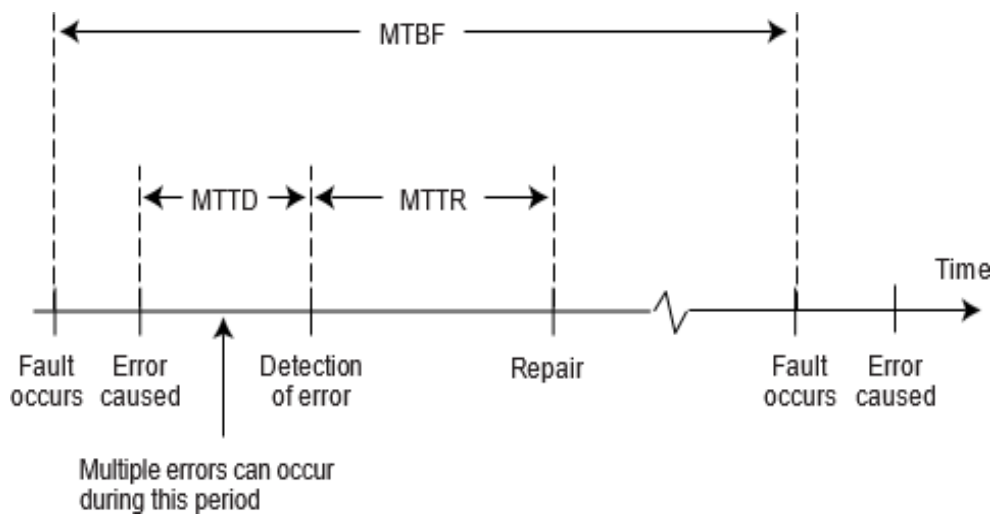 MTBF
MTTD
MTTR
Time
Fault
occurs
Error
caused
Detection
of error
Repair
Fault
occurs
Error
caused
Multiple errors can occur
during this period